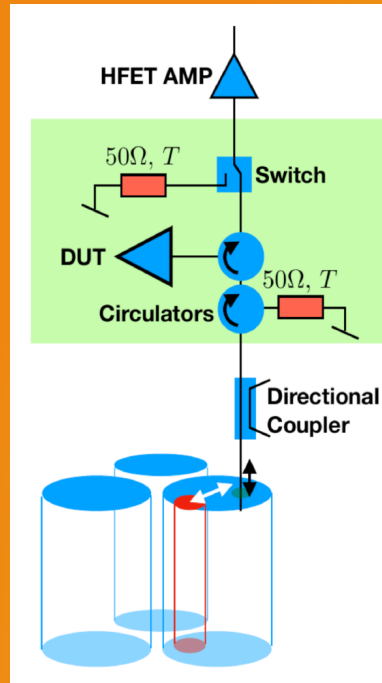 HFET AMP
50Ω, T
Switch
DUT
50Ω, T
Circulators
Directional
Coupler